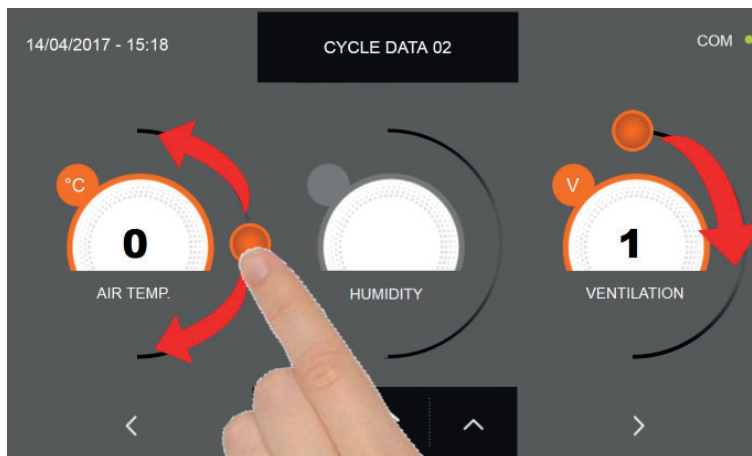 14/04/2017 - 15:18
CYCLE DATA 02
COM
°C
0
AIR TEMP.
HUMIDITY
V
1
VENTILATION